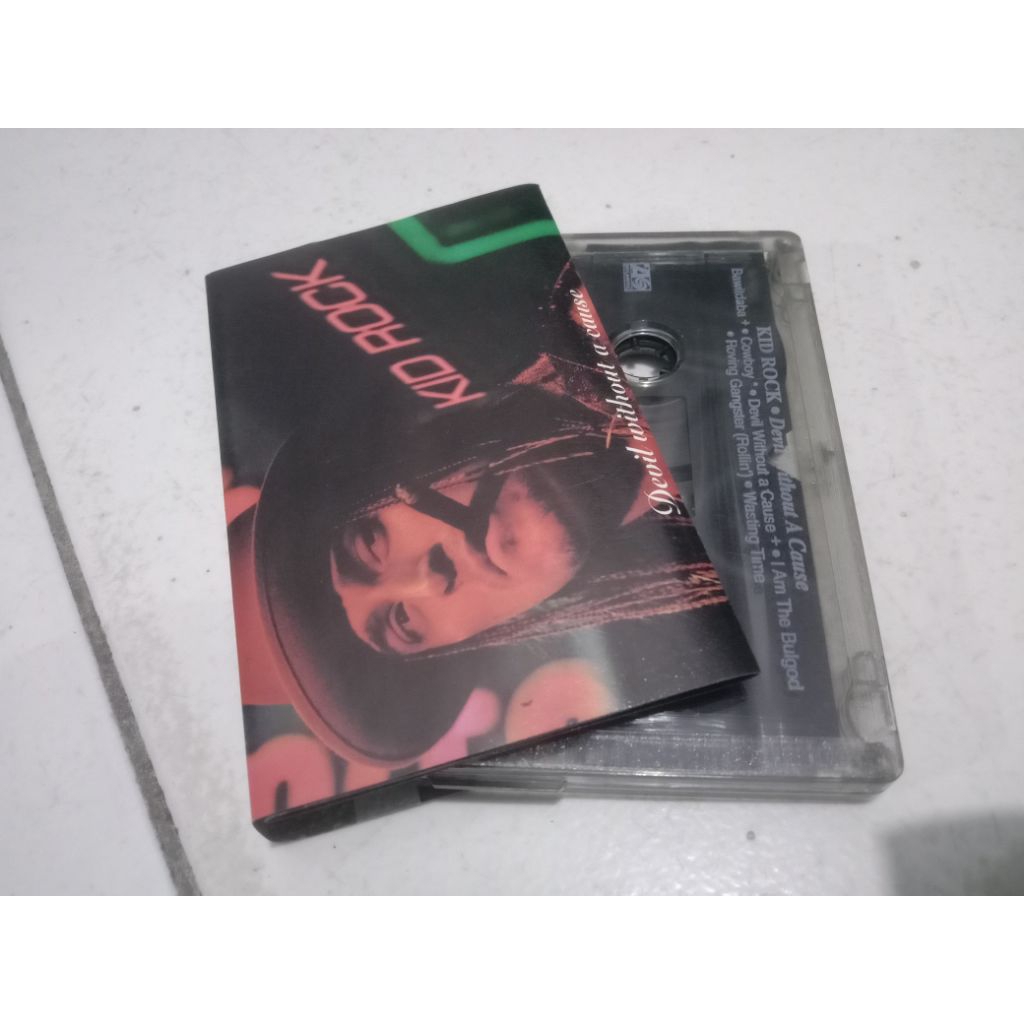 KID ROCK
Devil without a cause
KID ROCK • Devil Without A Cause
Bawitdaba + • Cowboy * • Devil Without a Cause + • I Am The Bullgod
• Roving Gangster (Rollin') • Wasting Time